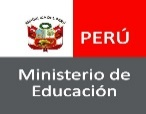 PERÚ
Ministerio de
Educación